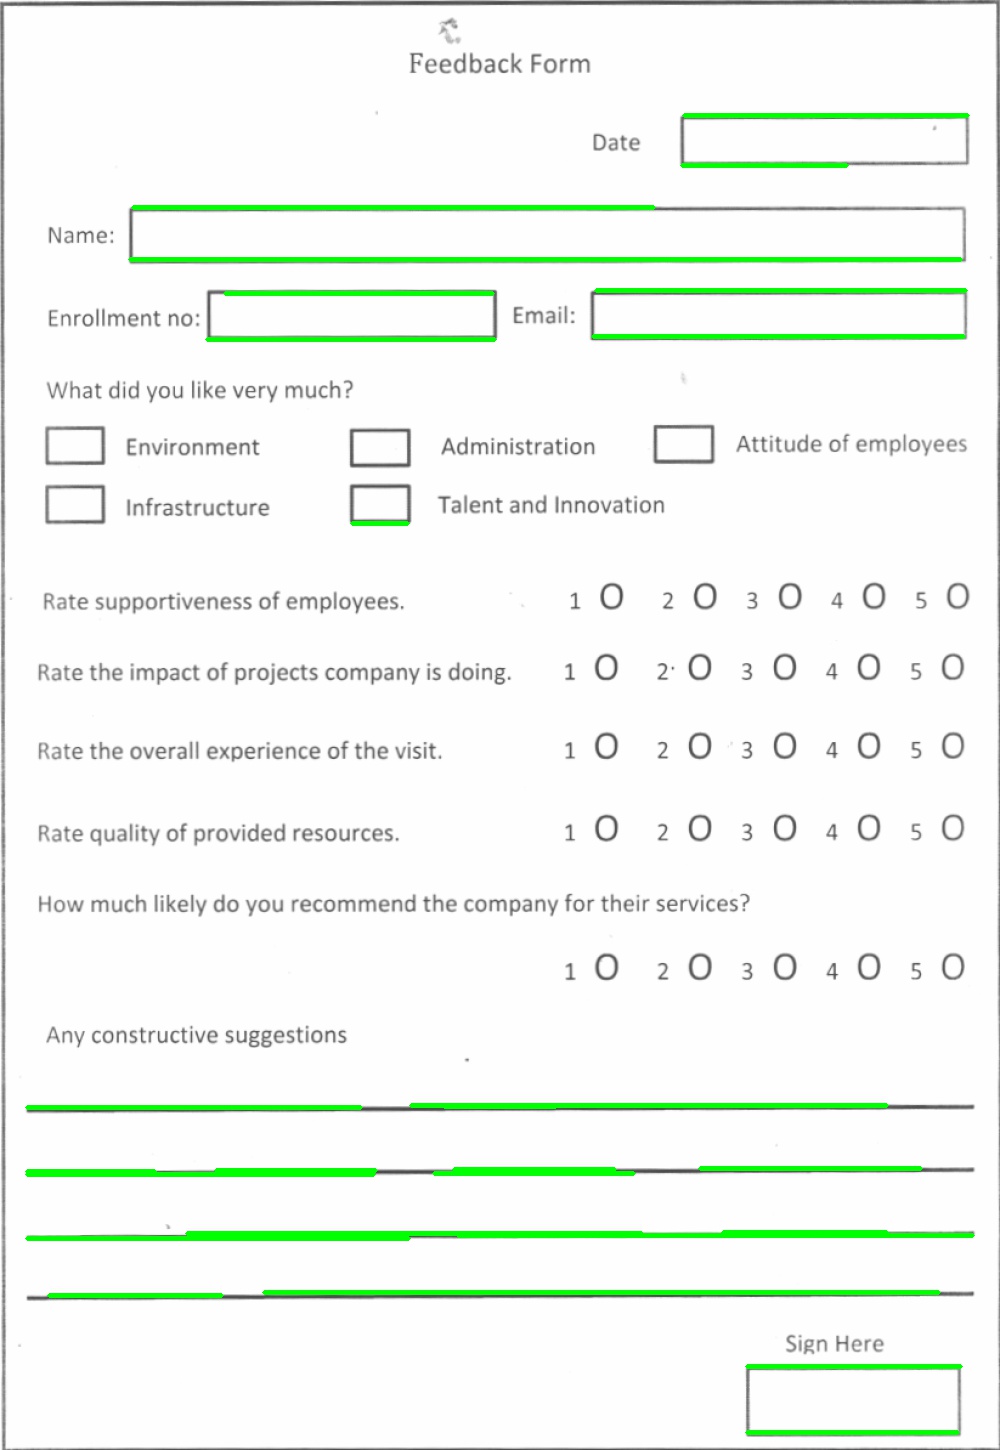 Feedback Form
Date
Name:
Enrollment no:
Email:
What did you like very much?
Environment
Administration
Attitude of employees
Infrastructure
Talent and Innovation
Rate supportiveness of employees. 1 O 2 O 3 O 4 O 5 O
Rate the impact of projects company is doing. 1 O 2 O 3 O 4 O 5 O
Rate the overall experience of the visit. 1 O 2 O 3 O 4 O 5 O
Rate quality of provided resources. 1 O 2 O 3 O 4 O 5 O
How much likely do you recommend the company for their services?
1 O 2 O 3 O 4 O 5 O
Any constructive suggestions
Sign Here